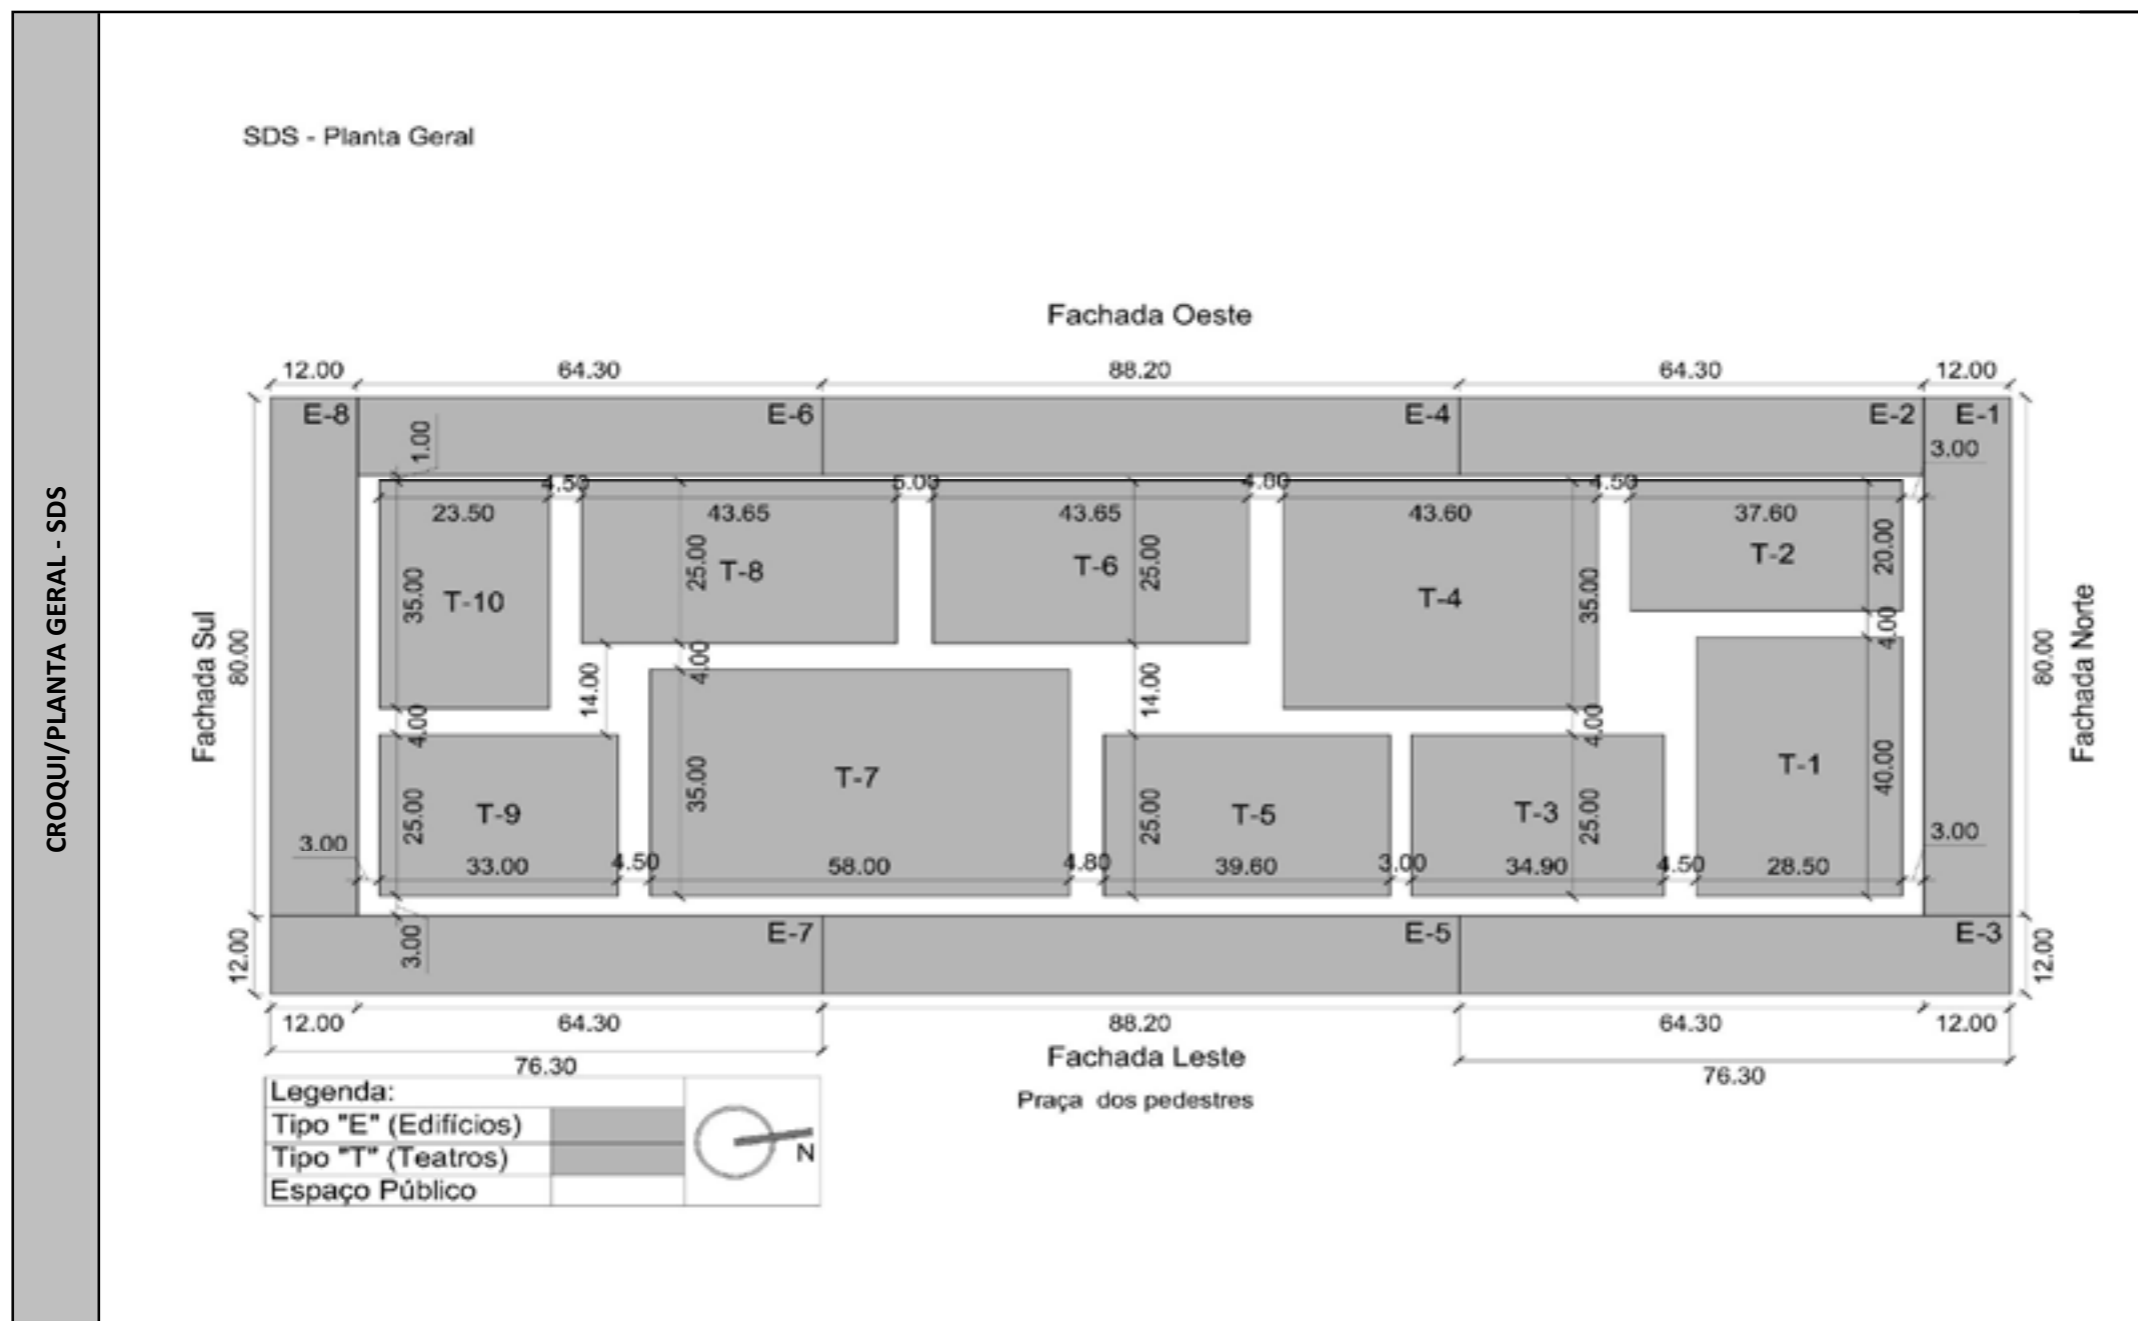 CROQUI/PLANTA GERAL - SDS
SDS - Planta Geral
Fachada Oeste
12.00 64.30 88.20 64.30 12.00
E-8 E-6 E-4 E-2 E-1
1.00 3.00
4.50 5.00 4.80 4.50
23.50 43.65 43.65 43.60 37.60
35.00 25.00 25.00 35.00 20.00
T-10 T-8 T-6 T-4 T-2
Fachada Sul
80.00
4.00 14.00 4.00 14.00 4.00 4.00
80.00
Fachada Norte
T-9 T-7 T-5 T-3 T-1
25.00 35.00 25.00 25.00 40.00
3.00 3.00
4.50 4.80 3.00 4.50
33.00 58.00 39.60 34.90 28.50
E-7 E-5 E-3
12.00 3.00 12.00
12.00 64.30 88.20 64.30 12.00
76.30 Fachada Leste 76.30
Praça dos pedestres
Legenda:
Tipo "E" (Edifícios)
Tipo "T" (Teatros)
Espaço Público
N